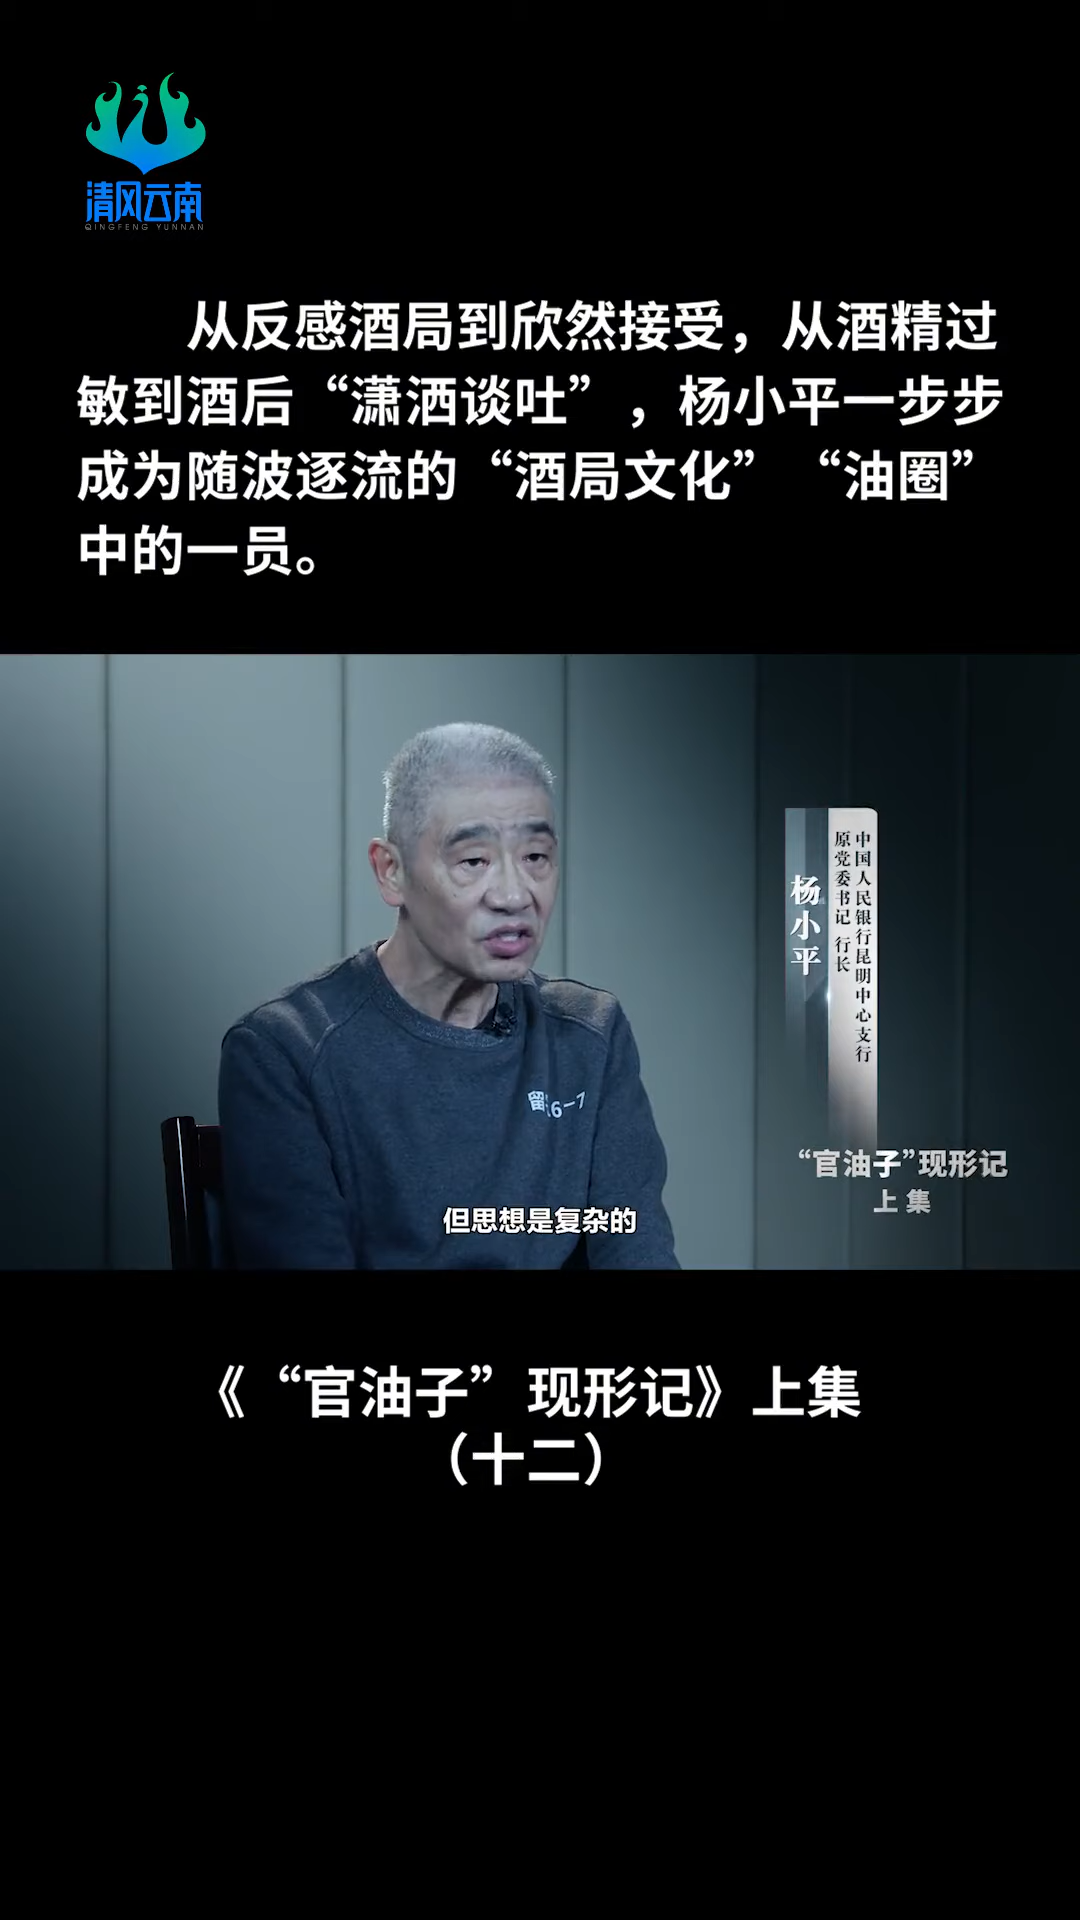 清风云南
QINGFENG YUNNAN
从反感酒局到欣然接受，从酒精过
敏到酒后“潇洒谈吐”，杨小平一步步
成为随波逐流的“酒局文化”“油圈”
中的一员。
中国人民银行昆明中心支行
原党委书记 行长
杨小平
留
6-7
“官油子”现形记
上集
但思想是复杂的
《“官油子”现形记》上集
（十二）